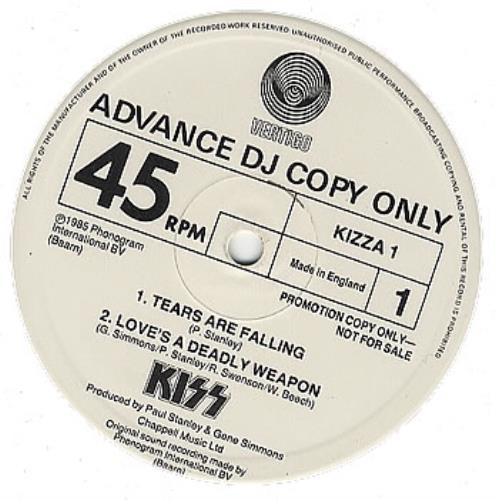 ALL RIGHTS OF THE MANUFACTURER AND OF THE OWNER OF THE RECORDED WORK RESERVED. UNAUTHORISED PUBLIC PERFORMANCE BROADCASTING COPYING AND RENTAL OF THIS RECORD IS PROHIBITED
VERTIGO
ADVANCE DJ COPY ONLY
45 RPM
KIZZA 1
℗1985 Phonogram
International BV
(Baarn)
Made in England
1
PROMOTION COPY ONLY—
NOT FOR SALE
1. TEARS ARE FALLING
(P. Stanley)
2. LOVE'S A DEADLY WEAPON
(G. Simmons/P. Stanley/R. Swenson/W. Beech)
KISS
Produced by Paul Stanley & Gene Simmons
Chappell Music Ltd
Original sound recording made by
Phonogram International BV
(Baarn)